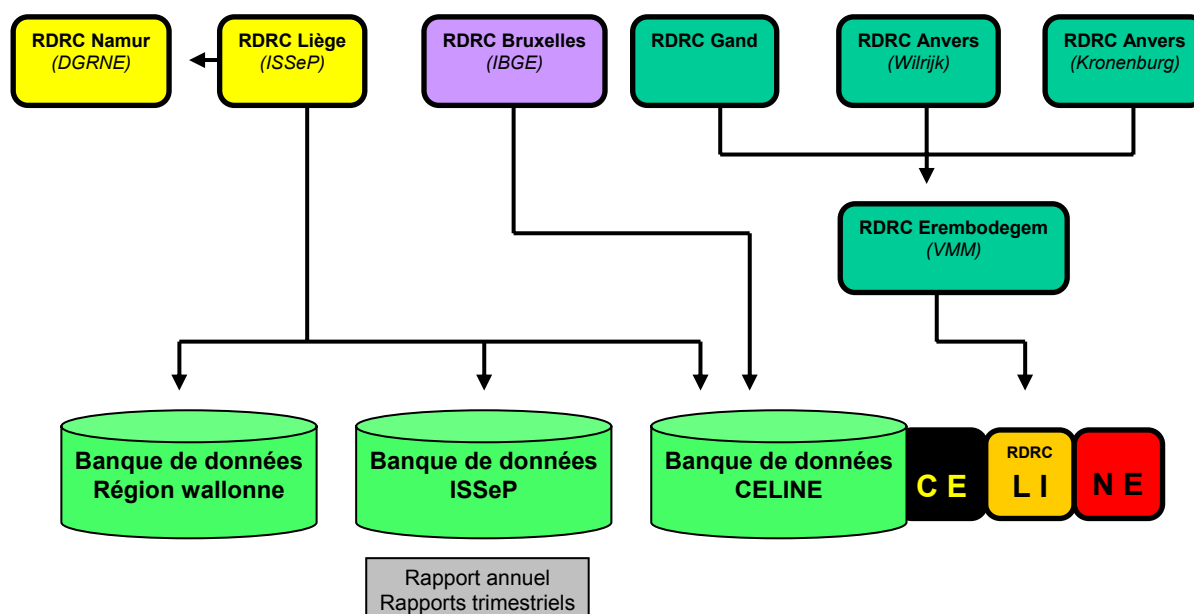 RDRC Namur
(DGRNE)
RDRC Liège
(ISSeP)
RDRC Bruxelles
(IBGE)
RDRC Gand
RDRC Anvers
(Wilrijk)
RDRC Anvers
(Kronenburg)
RDRC Erembodegem
(VMM)
Banque de données
Région wallonne
Banque de données
ISSeP
Banque de données
CELINE
C E
RDRC
L I
N E
Rapport annuel
Rapports trimestriels